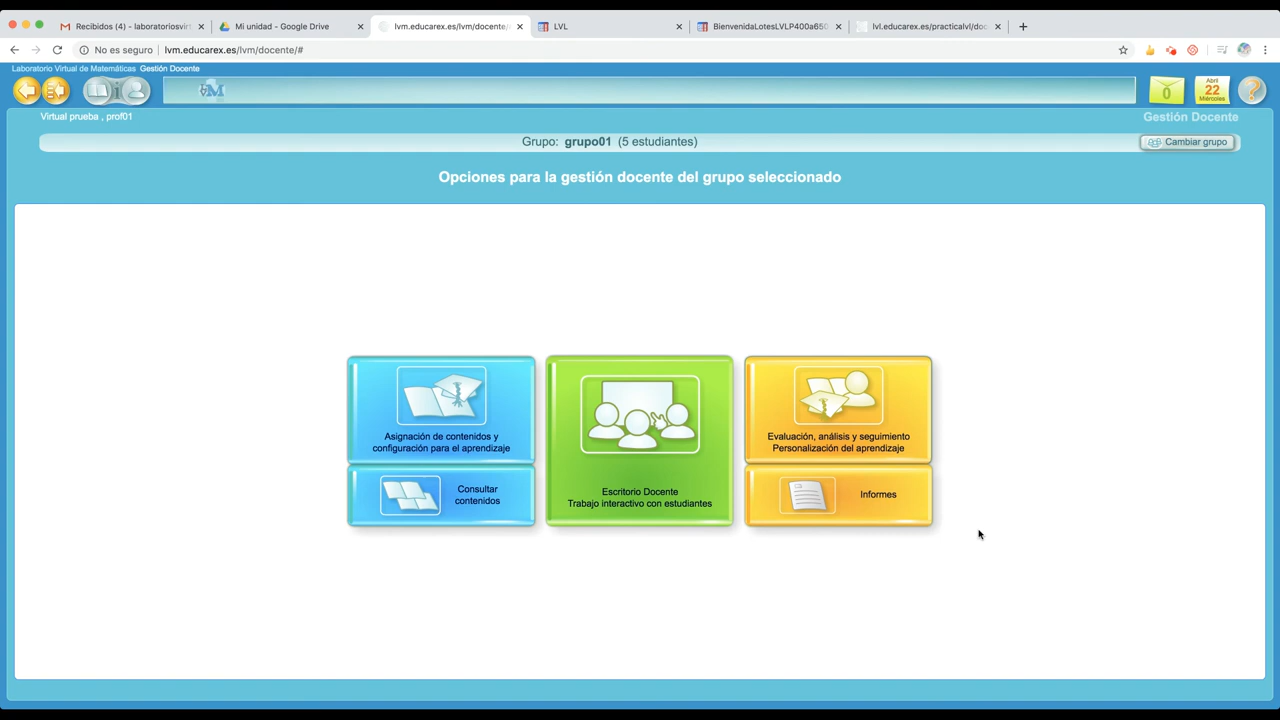 Recibidos (4) - laboratoriosvirt
Mi unidad - Google Drive
lvm.educarex.es/lvm/docente/
LVL
BienvenidaLotesLVLP400a650
lvl.educarex.es/practicalvl/doc
No es seguro lvm.educarex.es/lvm/docente/#
Laboratorio Virtual de Matemáticas Gestión Docente
0
Abril
22
Miércoles
Virtual prueba , prof01
Gestión Docente
Grupo: grupo01 (5 estudiantes)
Cambiar grupo
Opciones para la gestión docente del grupo seleccionado
Asignación de contenidos y
configuración para el aprendizaje
Consultar
contenidos
Escritorio Docente
Trabajo interactivo con estudiantes
Evaluación, análisis y seguimiento
Personalización del aprendizaje
Informes